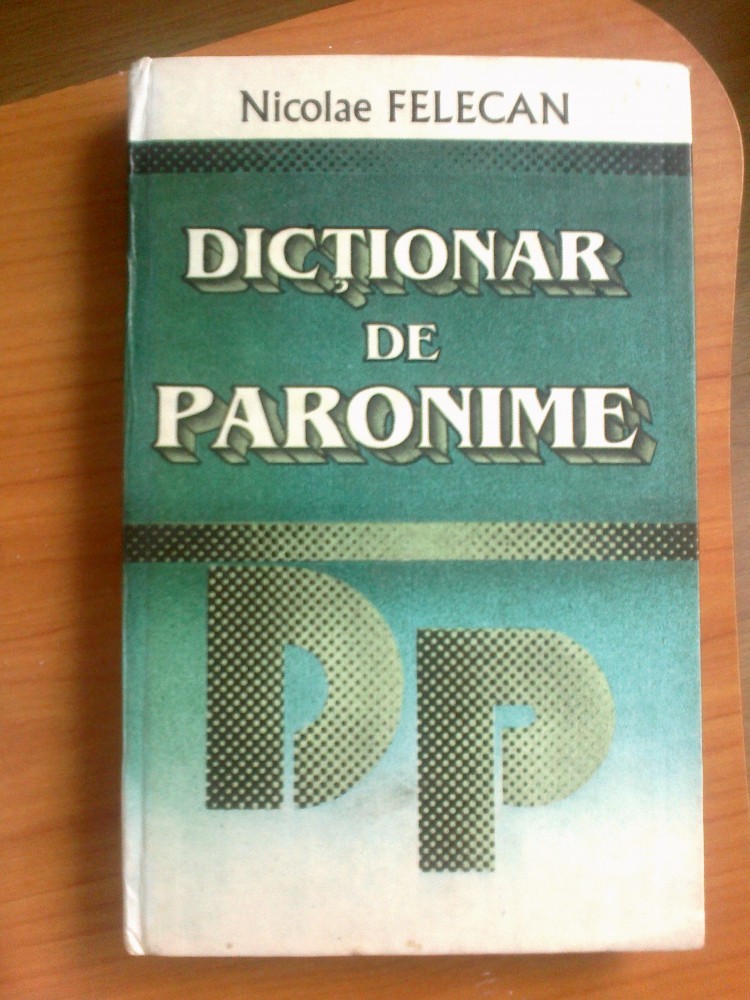 Nicolae FELECAN
DICȚIONAR
DE
PARONIME
DP